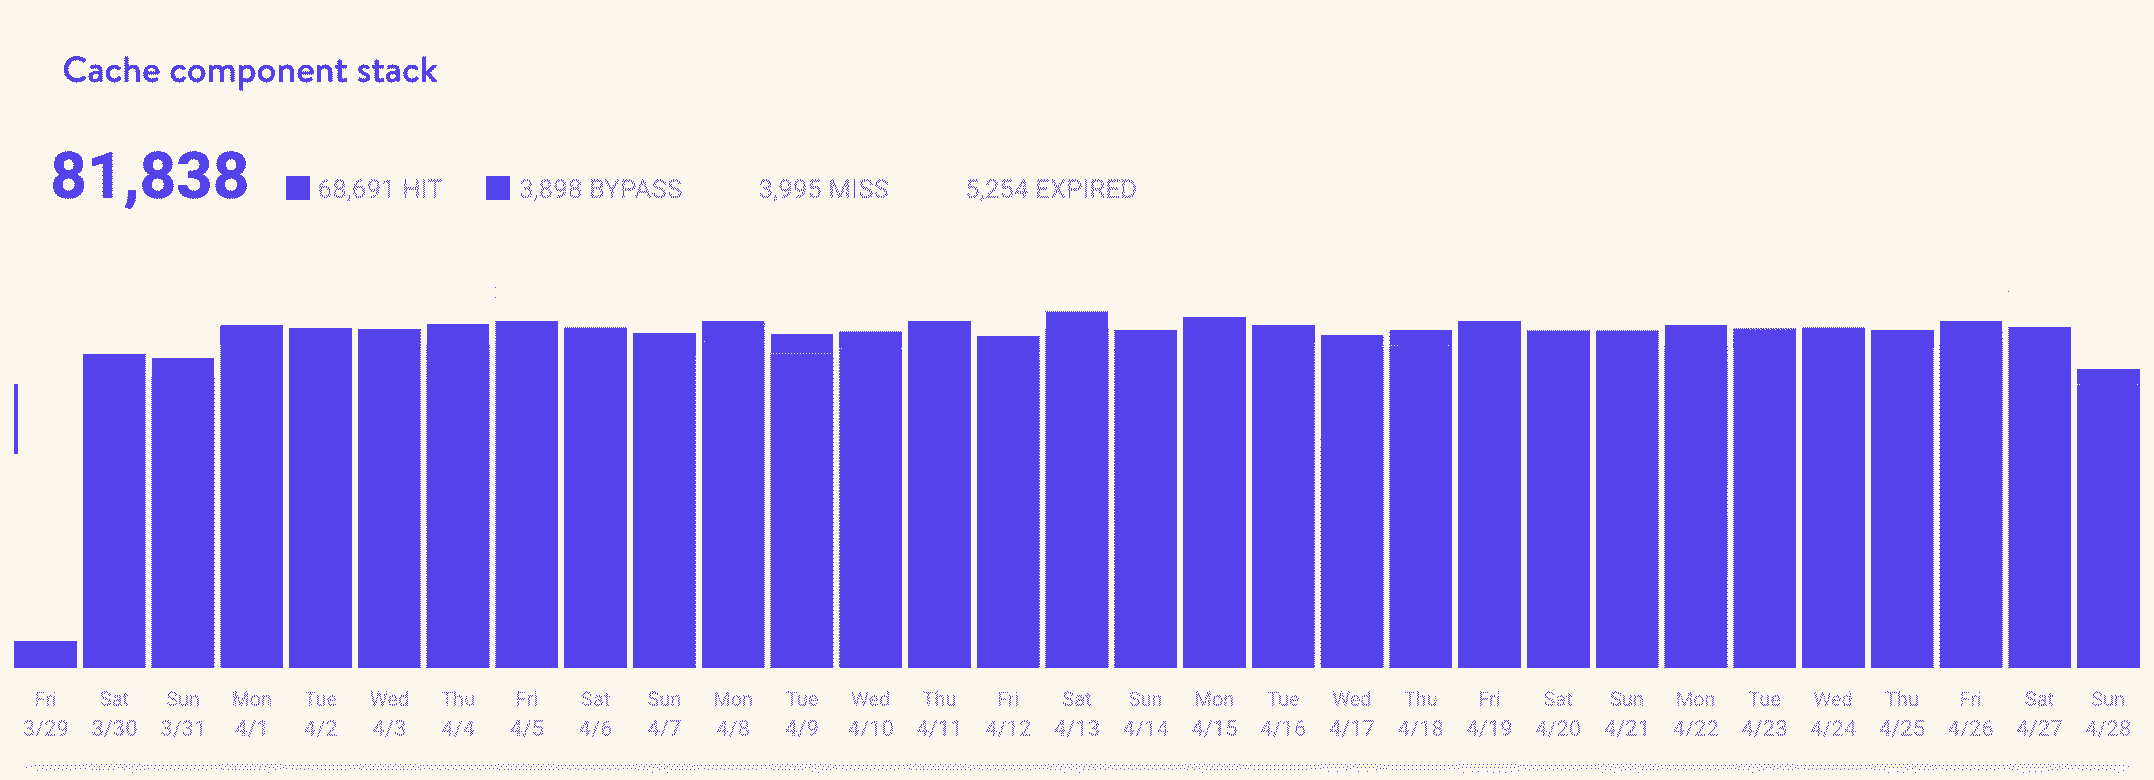 Cache component stack
81,838 68,691 HIT 3,898 BYPASS 3,995 MISS 5,254 EXPIRED
Fri Sat Sun Mon Tue Wed Thu Fri Sat Sun Mon Tue Wed Thu Fri Sat Sun Mon Tue Wed Thu Fri Sat Sun Mon Tue Wed Thu Fri Sat Sun
3/29 3/30 3/31 4/1 4/2 4/3 4/4 4/5 4/6 4/7 4/8 4/9 4/10 4/11 4/12 4/13 4/14 4/15 4/16 4/17 4/18 4/19 4/20 4/21 4/22 4/23 4/24 4/25 4/26 4/27 4/28